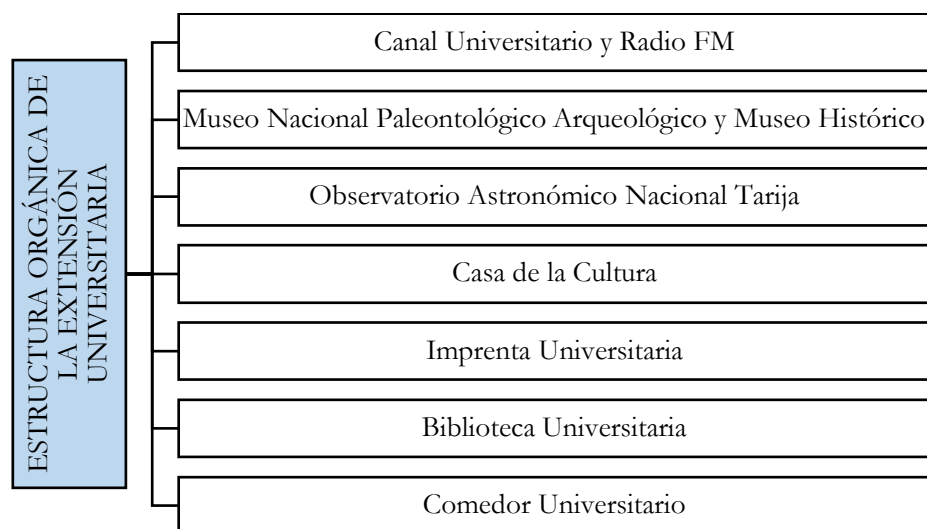 ESTRUCTURA ORGÁNICA DE
LA EXTENSIÓN
UNIVERSITARIA
Canal Universitario y Radio FM
Museo Nacional Paleontológico Arqueológico y Museo Histórico
Observatorio Astronómico Nacional Tarija
Casa de la Cultura
Imprenta Universitaria
Biblioteca Universitaria
Comedor Universitario